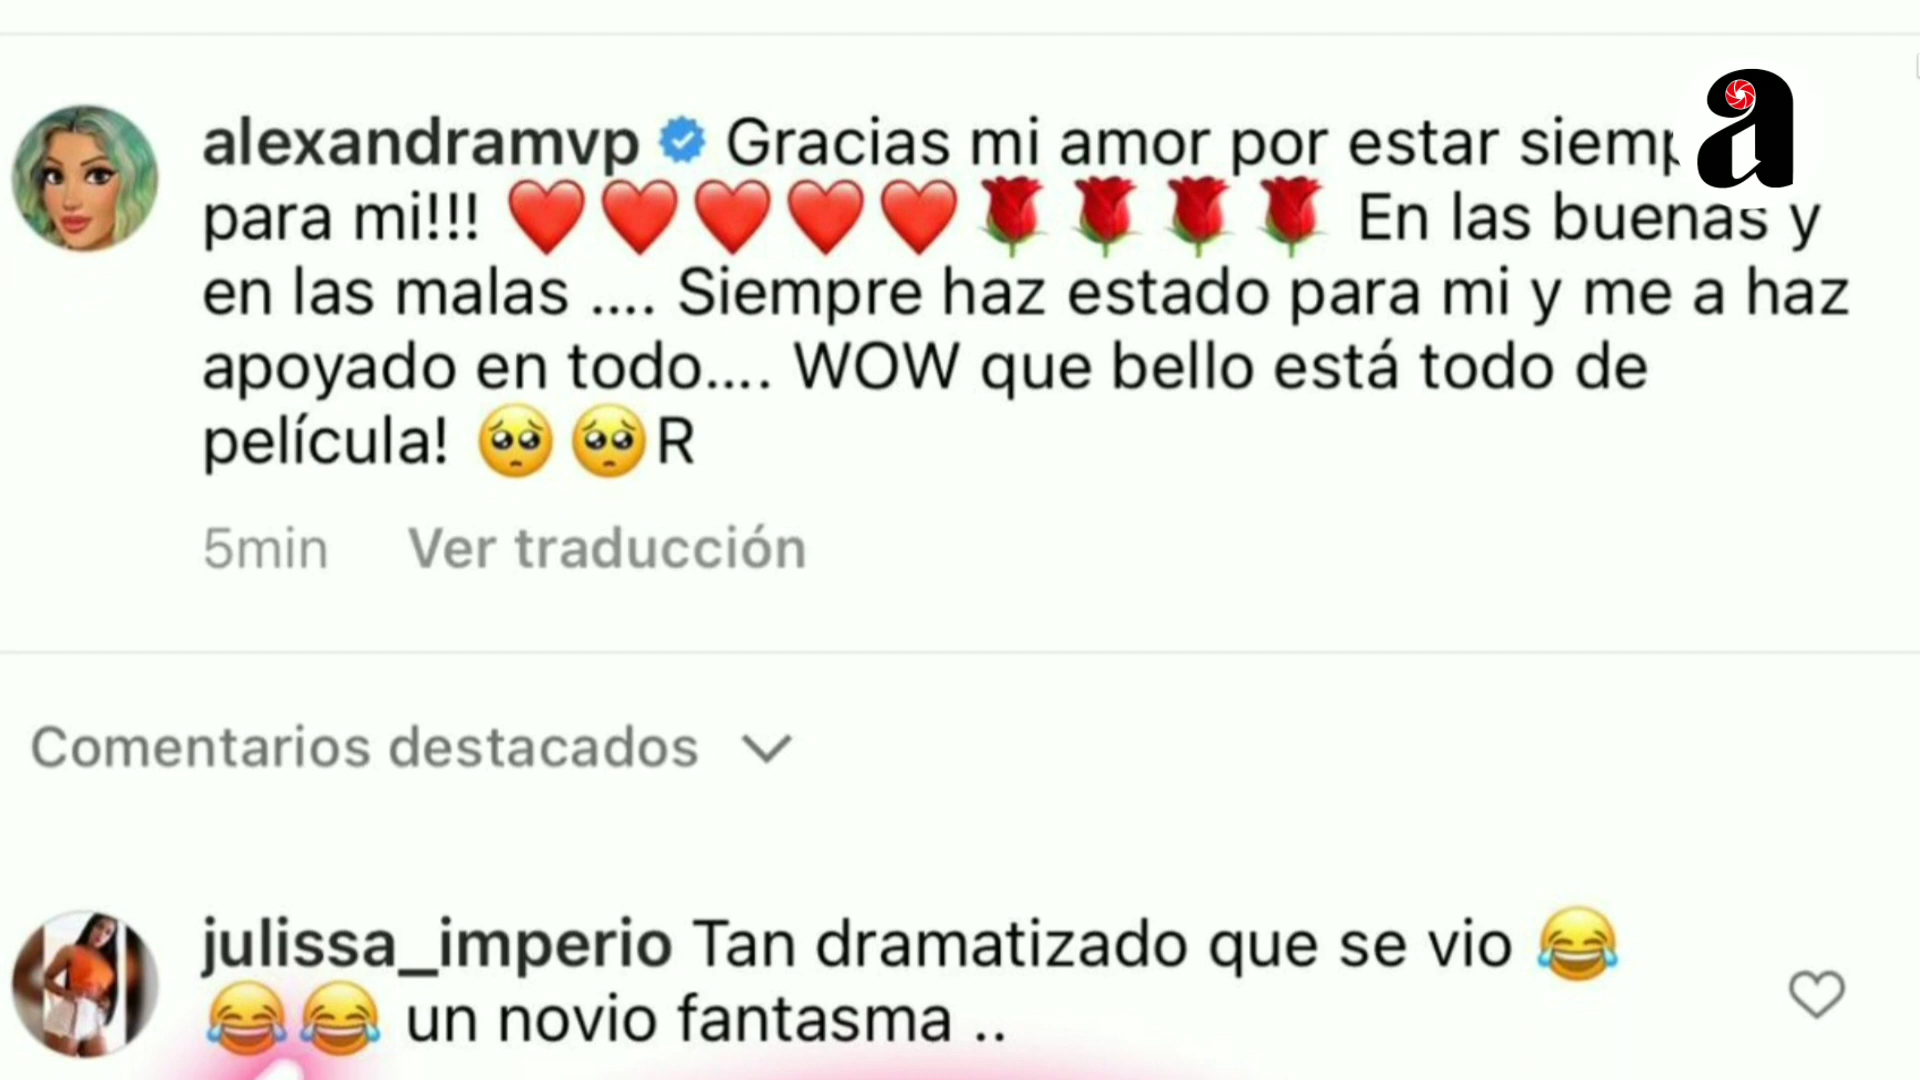 alexandramvp Gracias mi amor por estar
para mi!!! ❤️❤️❤️❤️❤️🌹🌹🌹🌹 En las buenas y
en las malas .... Siempre haz estado para mi y me a haz
apoyado en todo.... WOW que bello está todo de
película! 🥺🥺R
5min Ver traducción
Comentarios destacados
julissa_imperio Tan dramatizado que se vio 😂
😂😂 un novio fantasma ..
a